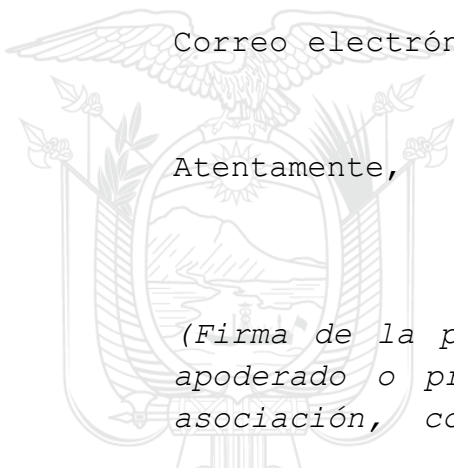 Correo electrón
Atentamente,
(Firma de la p
apoderado o pr
asociación, co